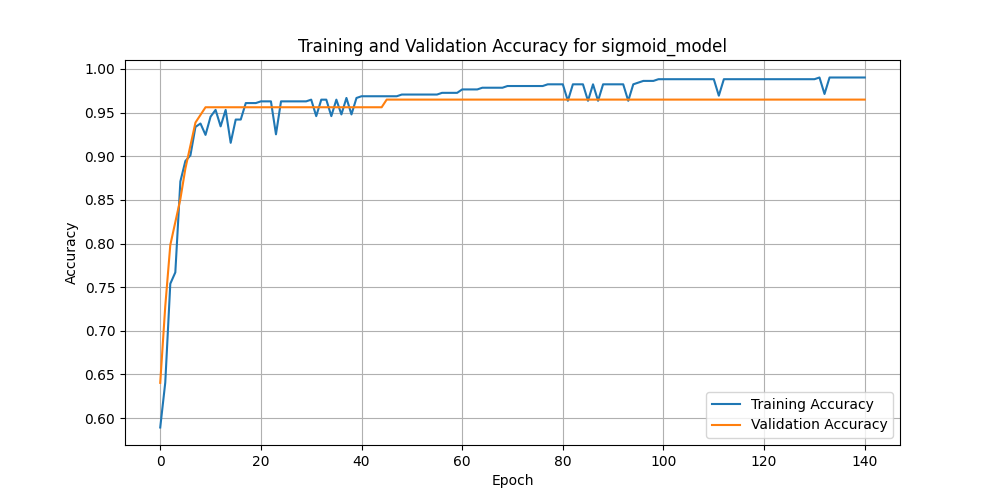 Training and Validation Accuracy for sigmoid_model
1.00
0.95
0.90
0.85
0.80
0.75
0.70
0.65
0.60
Accuracy
0 20 40 60 80 100 120 140
Epoch
Training Accuracy
Validation Accuracy